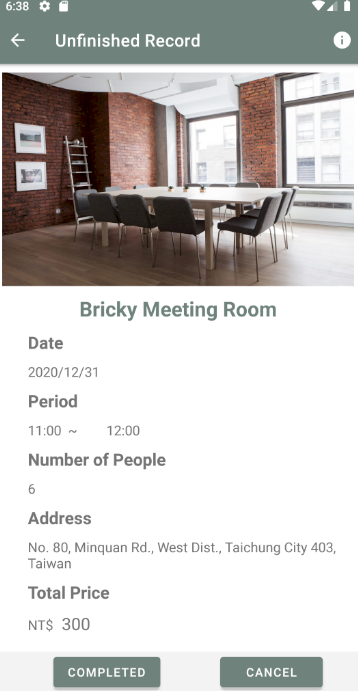 6:38
Unfinished Record
Bricky Meeting Room
Date
2020/12/31
Period
11:00 ~ 12:00
Number of People
6
Address
No. 80, Minquan Rd., West Dist., Taichung City 403,
Taiwan
Total Price
NT$ 300
COMPLETED CANCEL